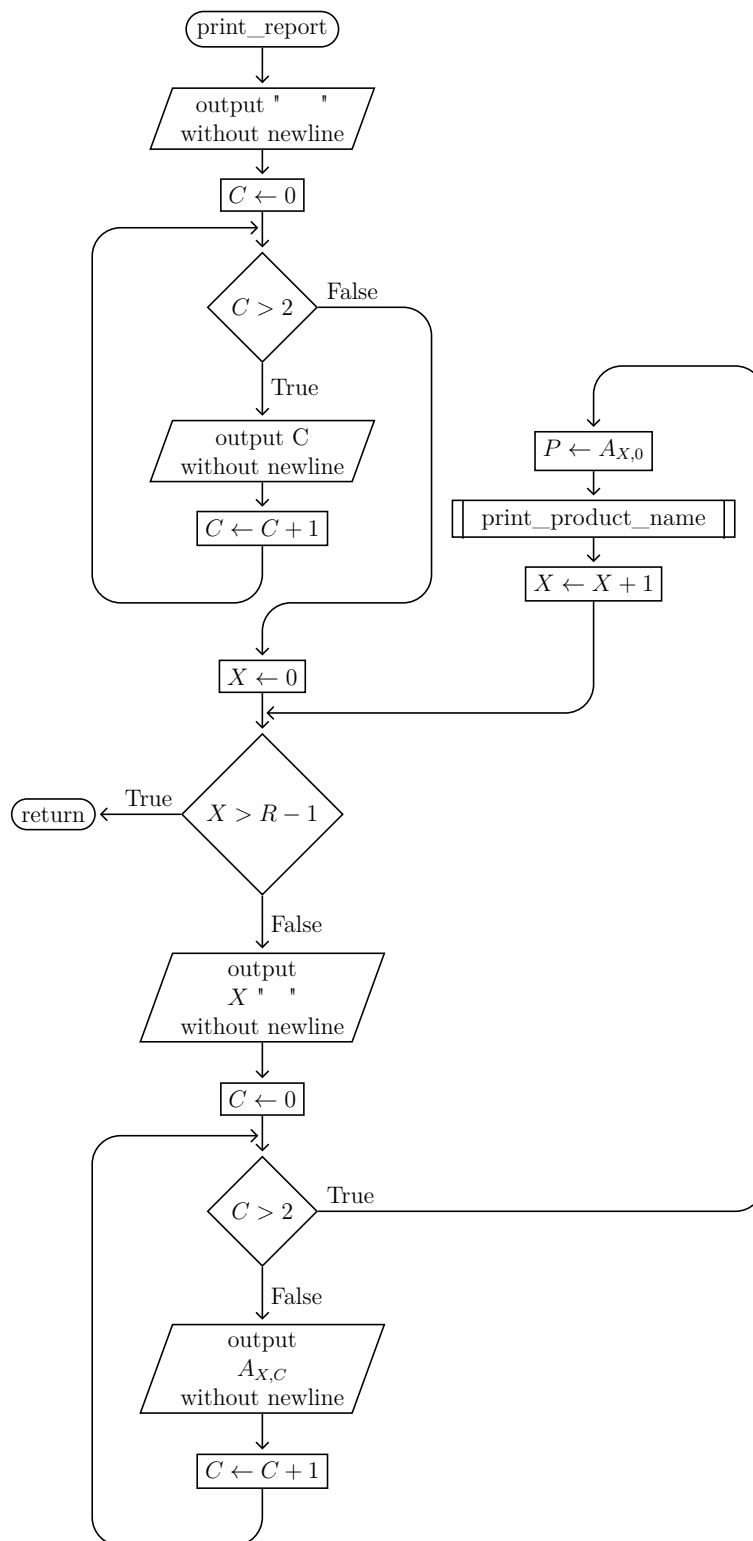 print_report
output " "
without newline
C ← 0
C > 2
False
True
output C
without newline
C ← C + 1
P ← A_{X,0}
print_product_name
X ← X + 1
X ← 0
X > R − 1
True
return
False
output
X " "
without newline
C ← 0
C > 2
True
False
output
A_{X,C}
without newline
C ← C + 1